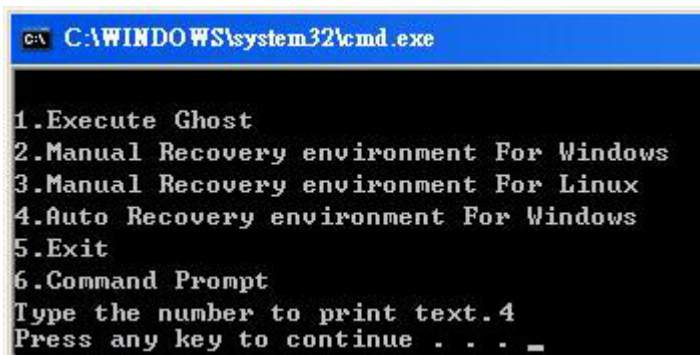 C:\WINDOWS\system32\cmd.exe
1.Execute Ghost
2.Manual Recovery environment For Windows
3.Manual Recovery environment For Linux
4.Auto Recovery environment For Windows
5.Exit
6.Command Prompt
Type the number to print text.4
Press any key to continue . . . _